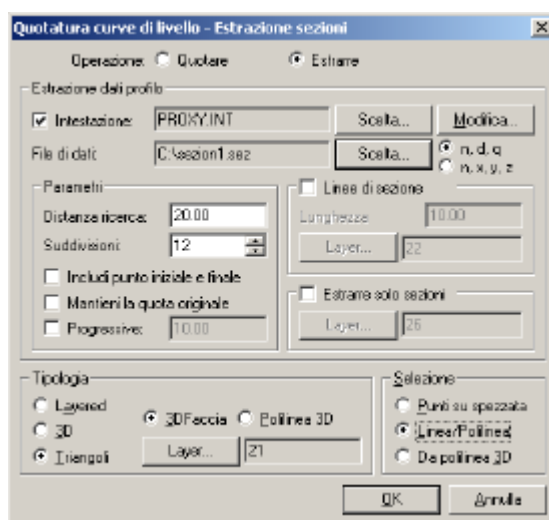 Quotatura curve di livello - Estrazione sezioni
Operazione: Quotare Estrarre
Estrazione dati profilo
Intestazione: PROXY.INT Scelta... Modifica...
File di dati: C:\sezion1.sez Scelta... n, d, q
n, x, y, z
Parametri
Distanza ricerca: 20.00
Suddivisioni: 12
Includi punto iniziale e finale
Mantieni la quota originale
Progressive: 10.00
Linee di sezione
Lunghezza: 10.00
Layer... 22
Estrarre solo sezioni
Layer... 26
Tipologia
Layered
3D
Triangoli
3DFaccia Polilinea 3D
Layer... 21
Selezione
Punti su spezzata
Linea/Polilinea
Da polilinea 3D
OK Annulla